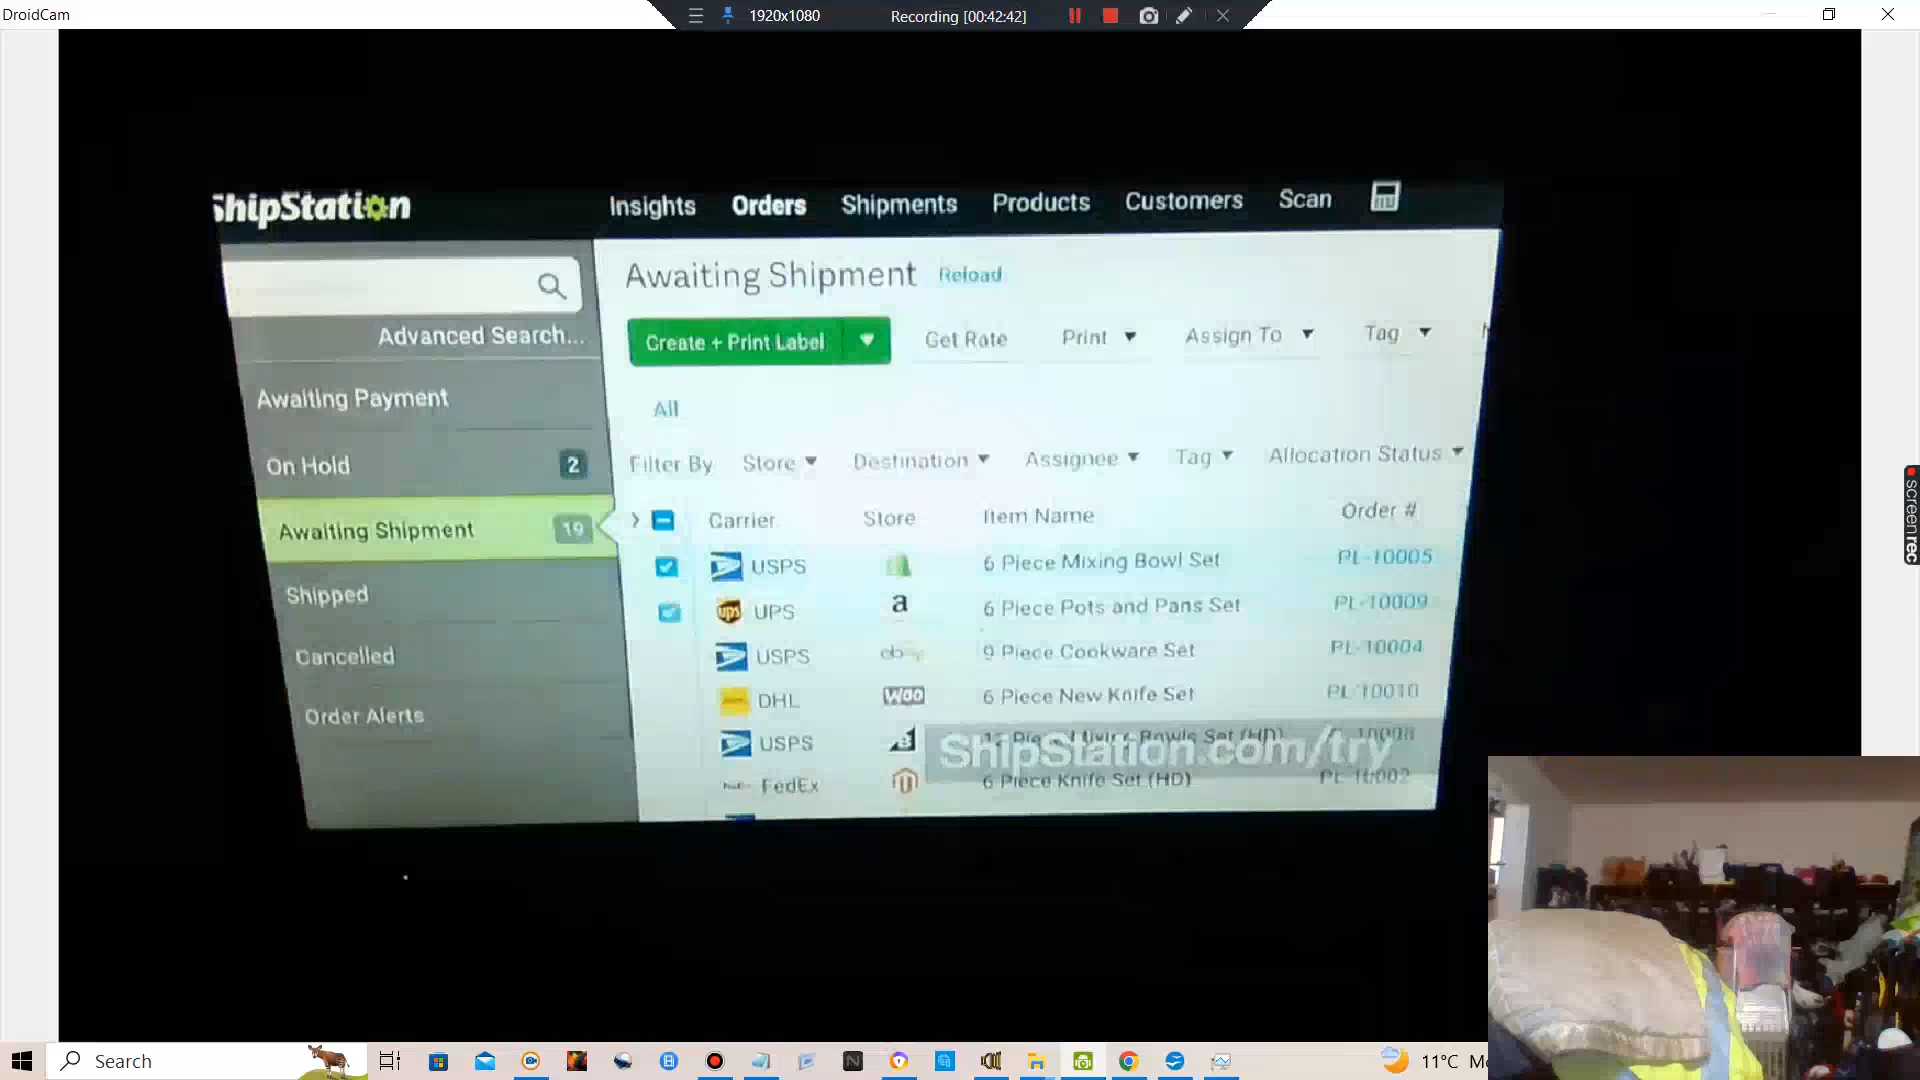 DroidCam
1920x1080
Recording [00:42:42]
ShipStation
Insights
Orders
Shipments
Products
Customers
Scan
Awaiting Shipment
Reload
Advanced Search...
Create + Print Label
Get Rate
Print
Assign To
Tag
Awaiting Payment
All
On Hold
2
Filter By
Store
Destination
Assignee
Tag
Allocation Status
Awaiting Shipment
19
Carrier
Store
Item Name
Order #
USPS
6 Piece Mixing Bowl Set
PL-10005
Shipped
ups
UPS
a
6 Piece Pots and Pans Set
PL-10009
Cancelled
USPS
ebay
9 Piece Cookware Set
PL-10004
Order Alerts
DHL
Woo
6 Piece New Knife Set
PL-10010
USPS
ShipStation.com/try
FedEx
6 Piece Knife Set (HD)
PL-10002
screenrec
Search
11°C